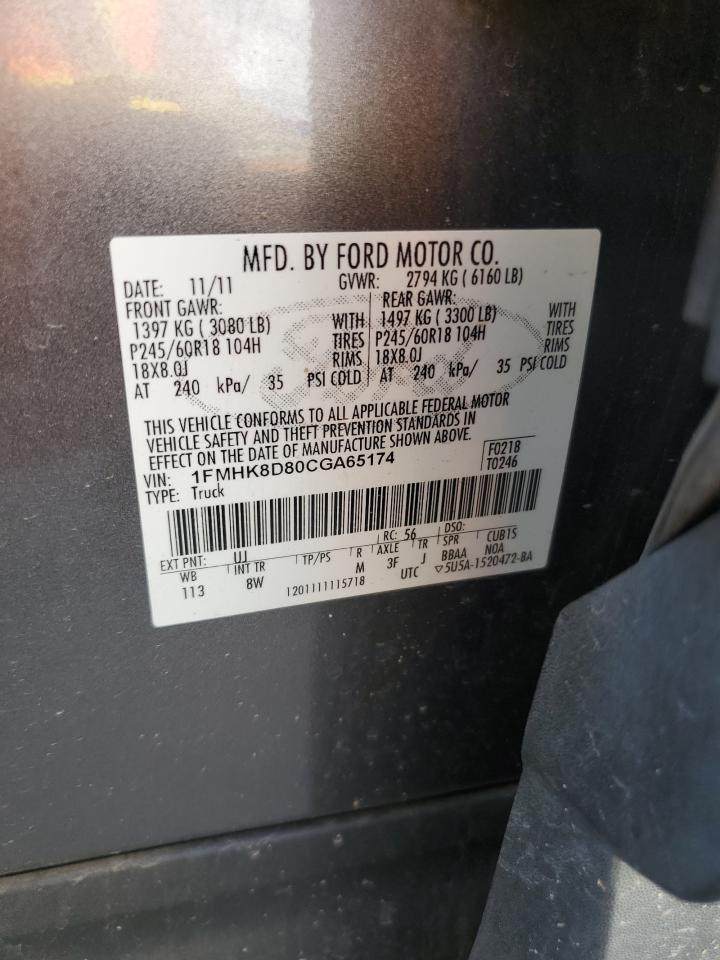 MFD. BY FORD MOTOR CO.
DATE: 11/11 GVWR: 2794 KG ( 6160 LB)
FRONT GAWR: REAR GAWR:
1397 KG ( 3080 LB) WITH 1497 KG ( 3300 LB) WITH
P245/60R18 104H TIRES P245/60R18 104H TIRES
18X8.0J RIMS 18X8.0J RIMS
AT 240 kPa/ 35 PSI COLD AT 240 kPa/ 35 PSI COLD
THIS VEHICLE CONFORMS TO ALL APPLICABLE FEDERAL MOTOR
VEHICLE SAFETY AND THEFT PREVENTION STANDARDS IN
EFFECT ON THE DATE OF MANUFACTURE SHOWN ABOVE.
VIN: 1FMHK8D80CGA65174 F0218
TYPE: Truck T0246
EXT PNT: UJ RC: 56 DSO:
WB INT TR TP/PS R AXLE TR SPR CUB1S
113 8W M 3F J BBAA NOA
1201111115718 UTC ▽5U5A-1520472-BA